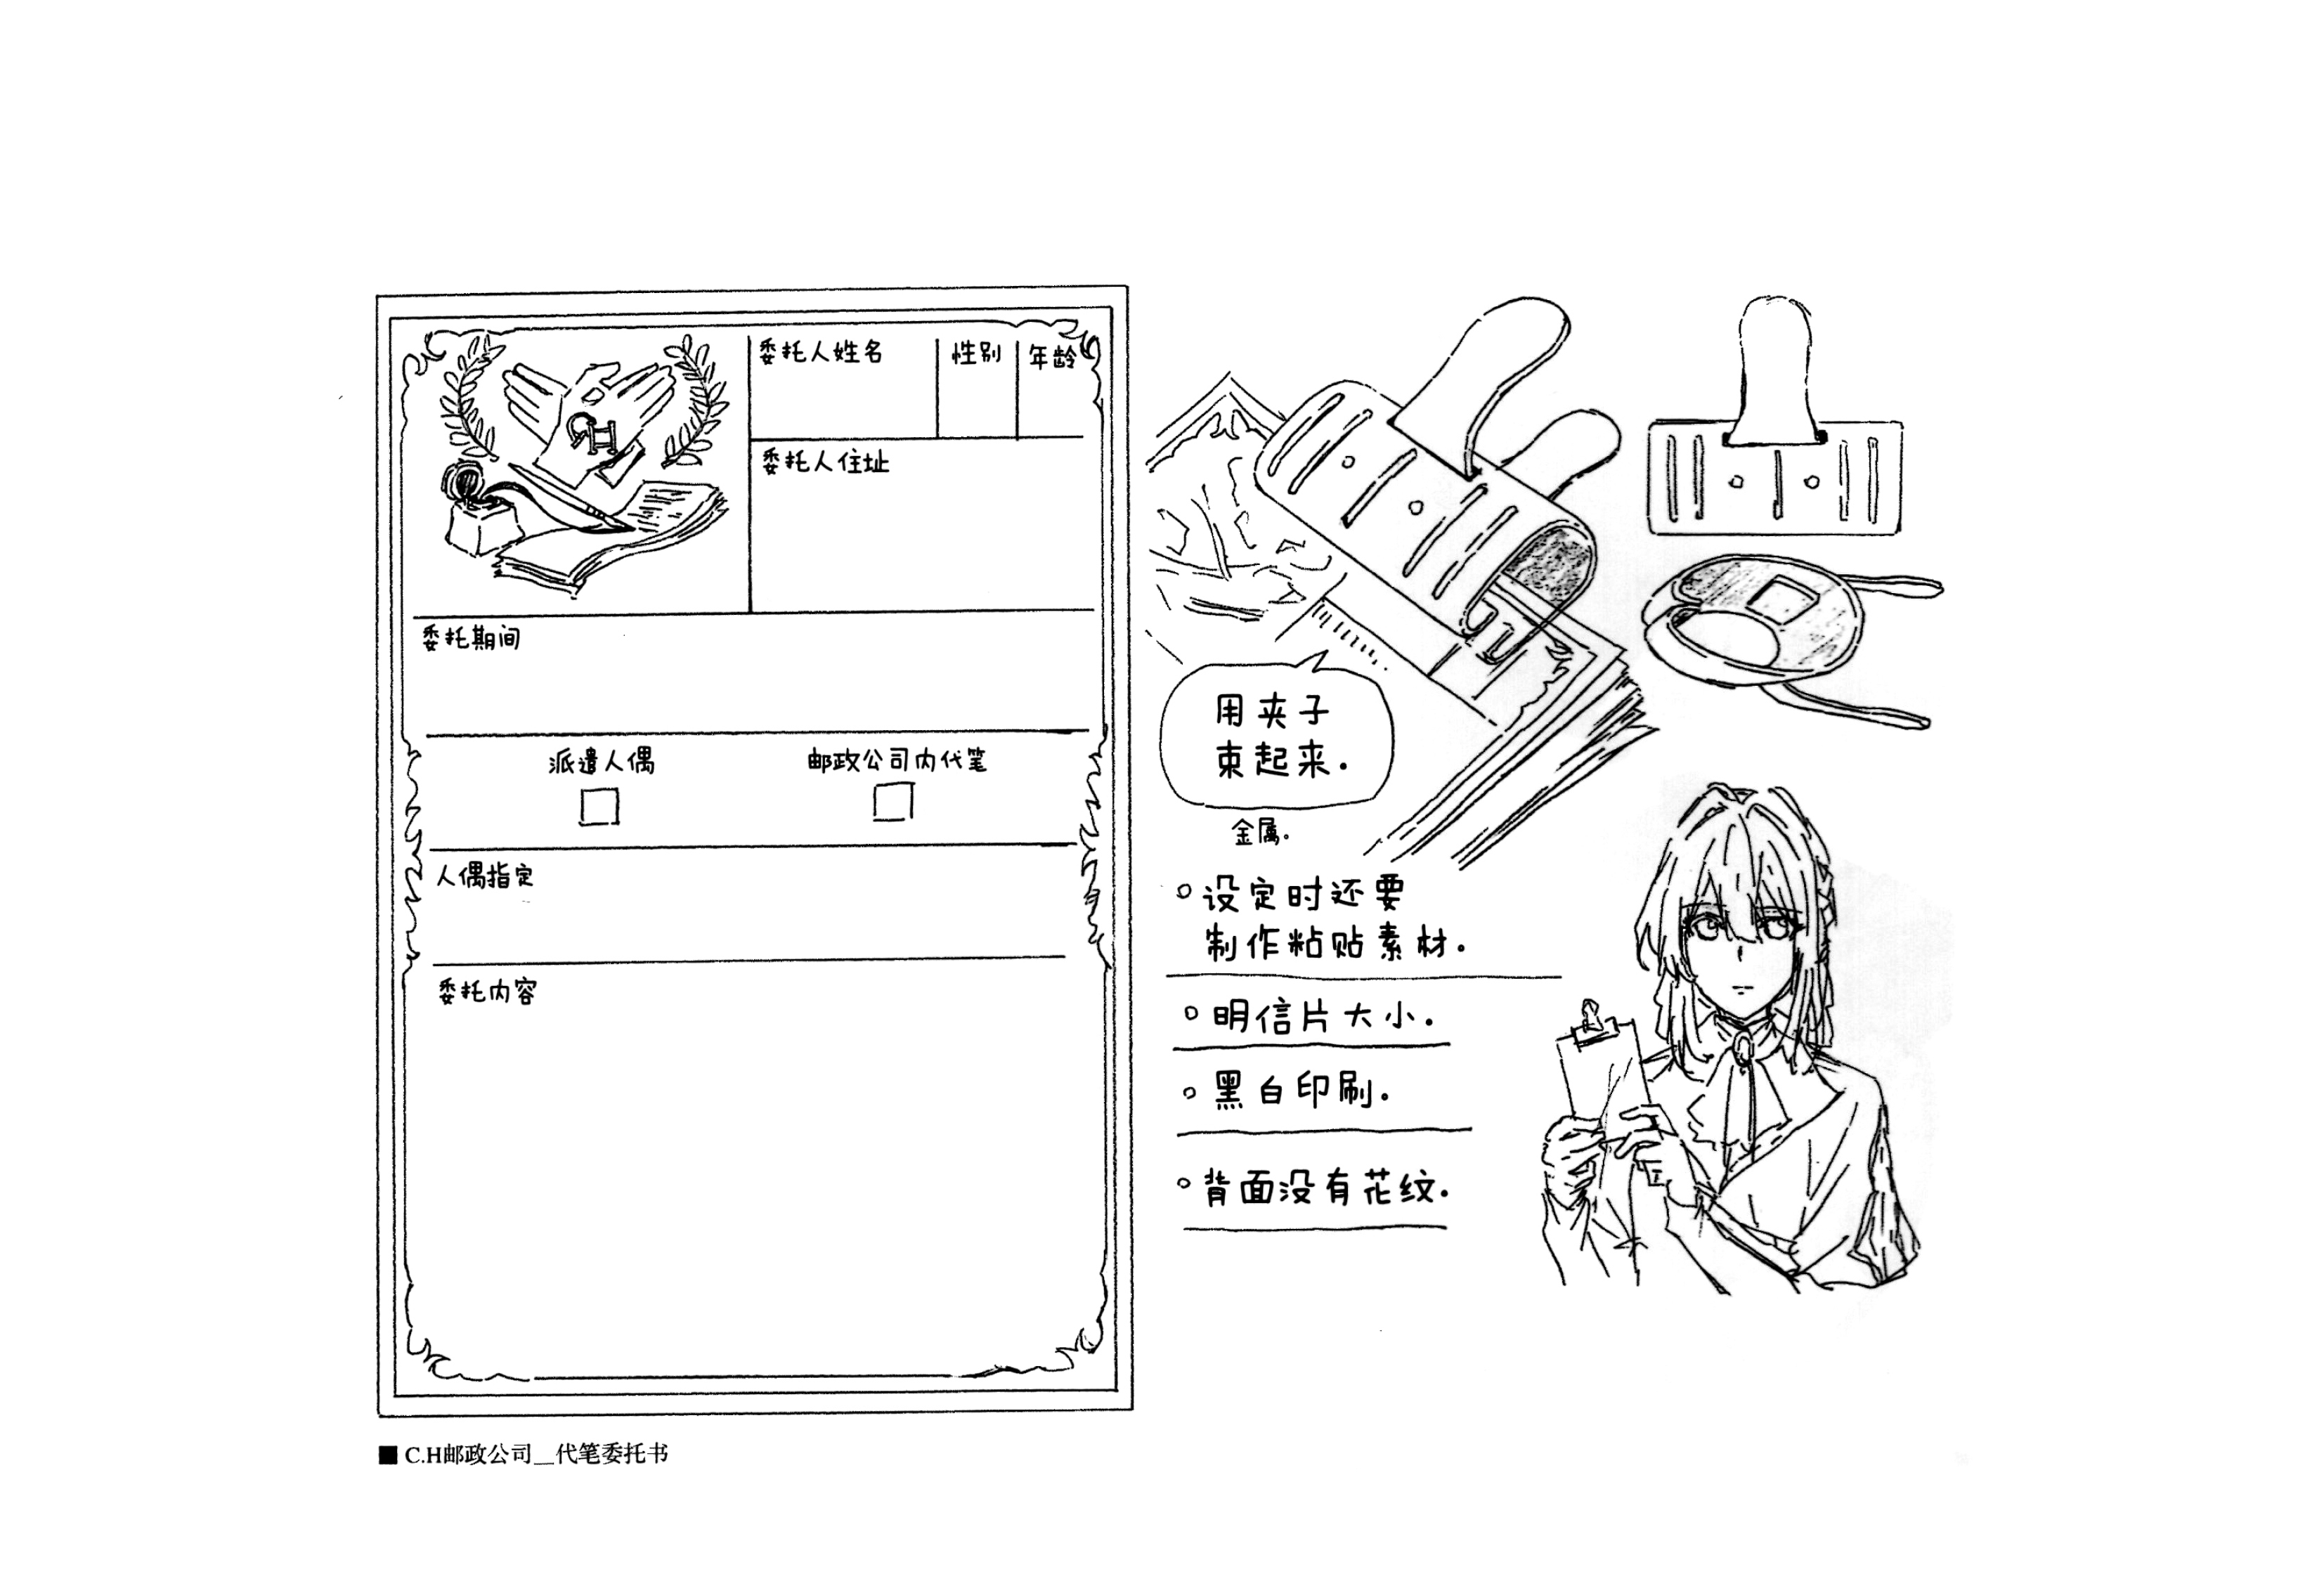 委托人姓名 性别 年龄
CH
委托人住址
委托期间
派遣人偶 邮政公司内代笔
人偶指定
委托内容
■ C.H邮政公司__代笔委托书
用夹子
束起来.
金属.
○设定时还要
制作粘贴素材.
○明信片大小.
○黑白印刷.
○背面没有花纹.